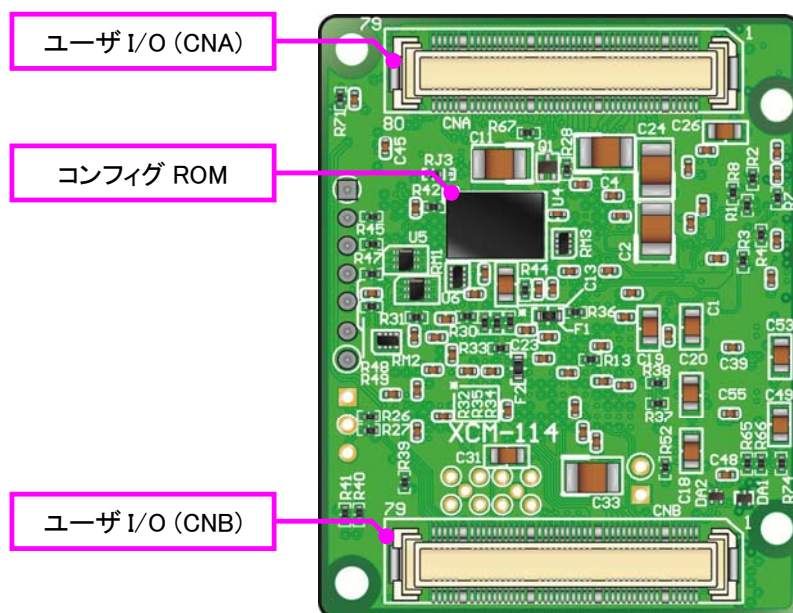 ユーザ I/O (CNA)
コンフィグ ROM
ユーザ I/O (CNB)
79
1
80
CNA
R71
C45
R67
C11
Q1
R28
C24
C26
RJ3
R42
U4
C4
R8
R2
R1
R7
R45
U5
RM3
C2
R3
R4
R47
RM1
U6
R44
C13
R31
R30
R36
F1
C1
C53
RM2
R33
C23
R13
C19
C20
C39
R48
R49
F2
R38
R32
R35
R34
R37
C55
C49
R26
R27
XCM-114
R39
C31
R52
C18
C48
R65
R66
R41
R40
C33
DA2
DA1
R74
79
CNB
1